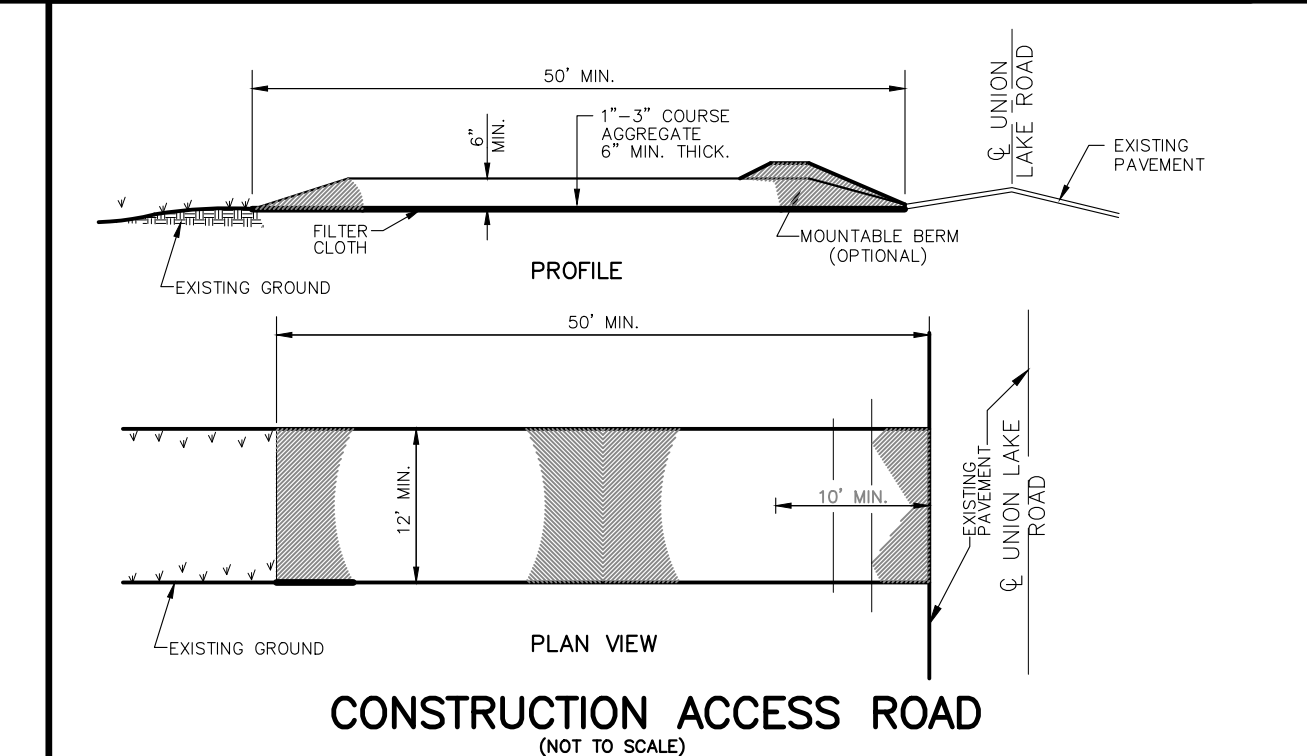 50' MIN.
6"
MIN.
1"-3" COURSE
AGGREGATE
6" MIN. THICK.
℄ UNION
LAKE ROAD
EXISTING
PAVEMENT
FILTER
CLOTH
MOUNTABLE BERM
(OPTIONAL)
EXISTING GROUND
PROFILE
50' MIN.
12' MIN.
10' MIN.
EXISTING
PAVEMENT
℄ UNION LAKE
ROAD
EXISTING GROUND
PLAN VIEW
CONSTRUCTION ACCESS ROAD
(NOT TO SCALE)